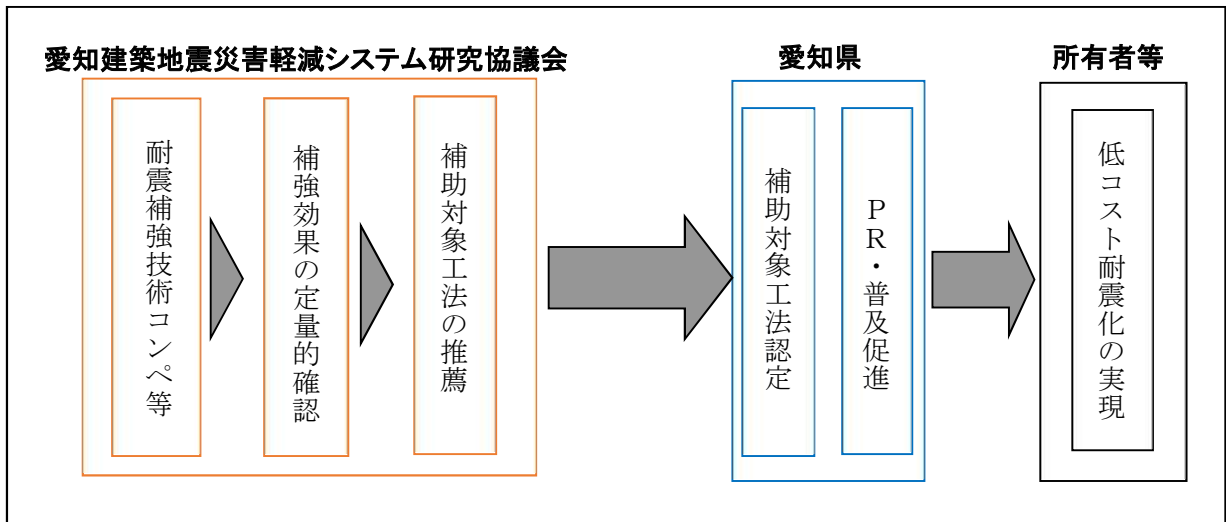 愛知建築地震災害軽減システム研究協議会
耐震補強技術コンペ等
補強効果の定量的確認
補助対象工法の推薦
愛知県
補助対象工法認定
PR・普及促進
所有者等
低コスト耐震化の実現